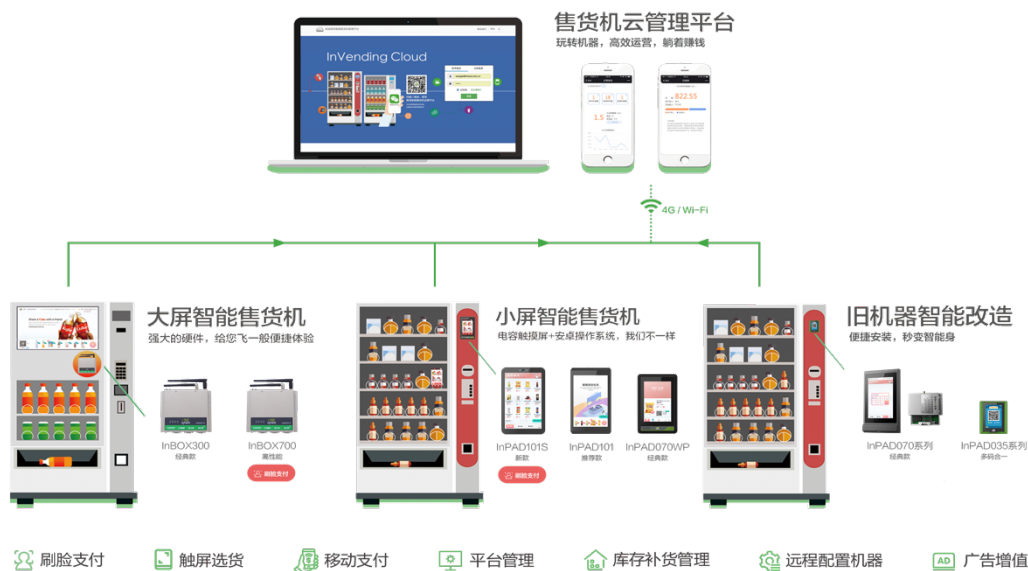 售货机云管理平台
玩转机器，高效运营，躺着赚钱
InVending Cloud
1.5
822.55
4G / Wi-Fi
大屏智能售货机
强大的硬件，给您飞一般便捷体验
InBOX300
经典款
InBOX700
高性能
刷脸支付
小屏智能售货机
电容触摸屏+安卓操作系统，我们不一样
InPAD101S
新款
刷脸支付
InPAD101
推荐款
InPAD070WP
经典款
旧机器智能改造
便捷安装，秒变智能身
InPAD070系列
经典款
InPAD035系列
多码合一
刷脸支付
触屏选货
移动支付
平台管理
库存补货管理
远程配置机器
AD 广告增值